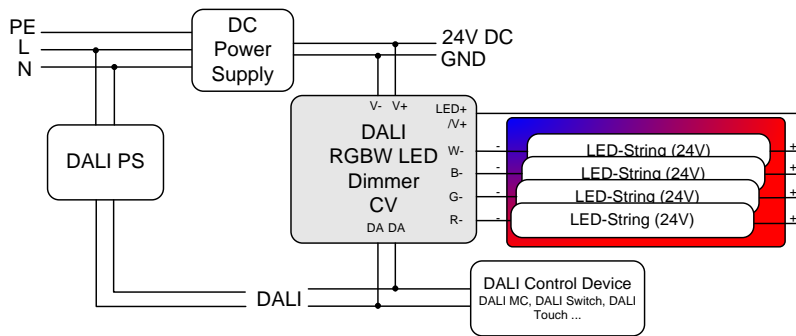 PE
L
N
DC
Power
Supply
24V DC
GND
DALI PS
V- V+
LED+
/V+
DALI
RGBW LED
Dimmer
CV
W-
B-
G-
R-
DA DA
- LED-String (24V) +
- LED-String (24V) +
- LED-String (24V) +
- LED-String (24V) +
DALI
DALI Control Device
DALI MC, DALI Switch, DALI
Touch ...